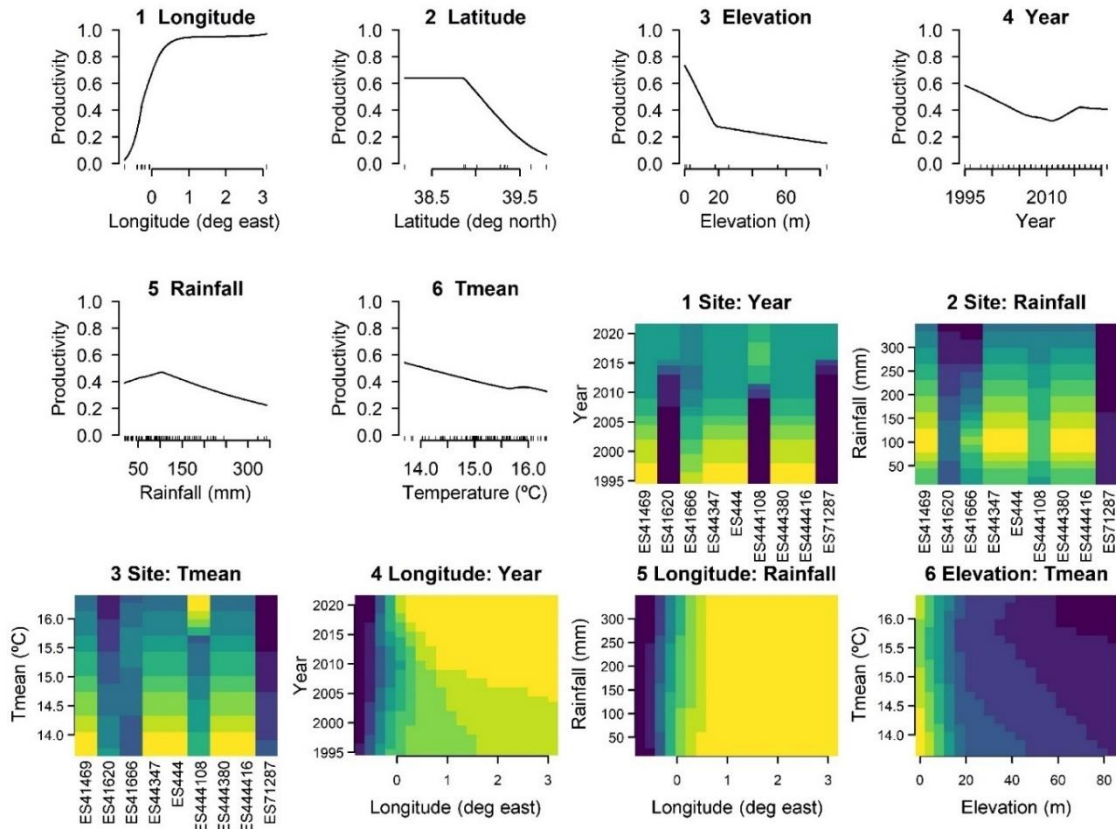 1 Longitude
Productivity
1.0
0.8
0.6
0.4
0.2
0.0
0 1 2 3
Longitude (deg east)
2 Latitude
Productivity
1.0
0.8
0.6
0.4
0.2
0.0
38.5 39.5
Latitude (deg north)
3 Elevation
Productivity
1.0
0.8
0.6
0.4
0.2
0.0
0 20 60
Elevation (m)
4 Year
Productivity
1.0
0.8
0.6
0.4
0.2
0.0
1995 2010
Year
5 Rainfall
Productivity
1.0
0.8
0.6
0.4
0.2
0.0
50 150 300
Rainfall (mm)
6 Tmean
Productivity
1.0
0.8
0.6
0.4
0.2
0.0
14.0 15.0 16.0
Temperature (ºC)
1 Site: Year
Year
2020
2015
2010
2005
2000
1995
ES41469
ES41620
ES41666
ES44347
ES444
ES444108
ES444380
ES444416
ES71287
2 Site: Rainfall
Rainfall (mm)
300
250
200
150
100
50
ES41469
ES41620
ES41666
ES44347
ES444
ES444108
ES444380
ES444416
ES71287
3 Site: Tmean
Tmean (ºC)
16.0
15.5
15.0
14.5
14.0
ES41469
ES41620
ES41666
ES44347
ES444
ES444108
ES444380
ES444416
ES71287
4 Longitude: Year
Year
2020
2015
2010
2005
2000
1995
0 1 2 3
Longitude (deg east)
5 Longitude: Rainfall
Rainfall (mm)
300
250
200
150
100
50
0 1 2 3
Longitude (deg east)
6 Elevation: Tmean
Tmean (ºC)
16.0
15.5
15.0
14.5
14.0
0 20 40 60 80
Elevation (m)